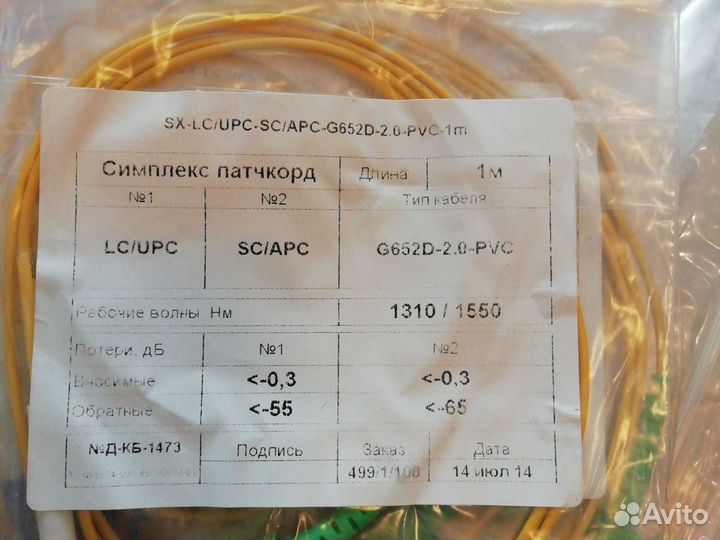 SX-LC/UPC-SC/APC-G652D-2.0-PVC-1m
Симплекс патчкорд Длина 1м
№1 №2 Тип кабеля
LC/UPC SC/APC G652D-2.0-PVC
Рабочие волны, Нм 1310 / 1550
Потери, дБ №1 №2
Вносимые <-0,3 <-0,3
Обратные <-55 <-65
№Д-КБ-1473 Подпись Заказ Дата
499/1/100 14 июл 14
Avito